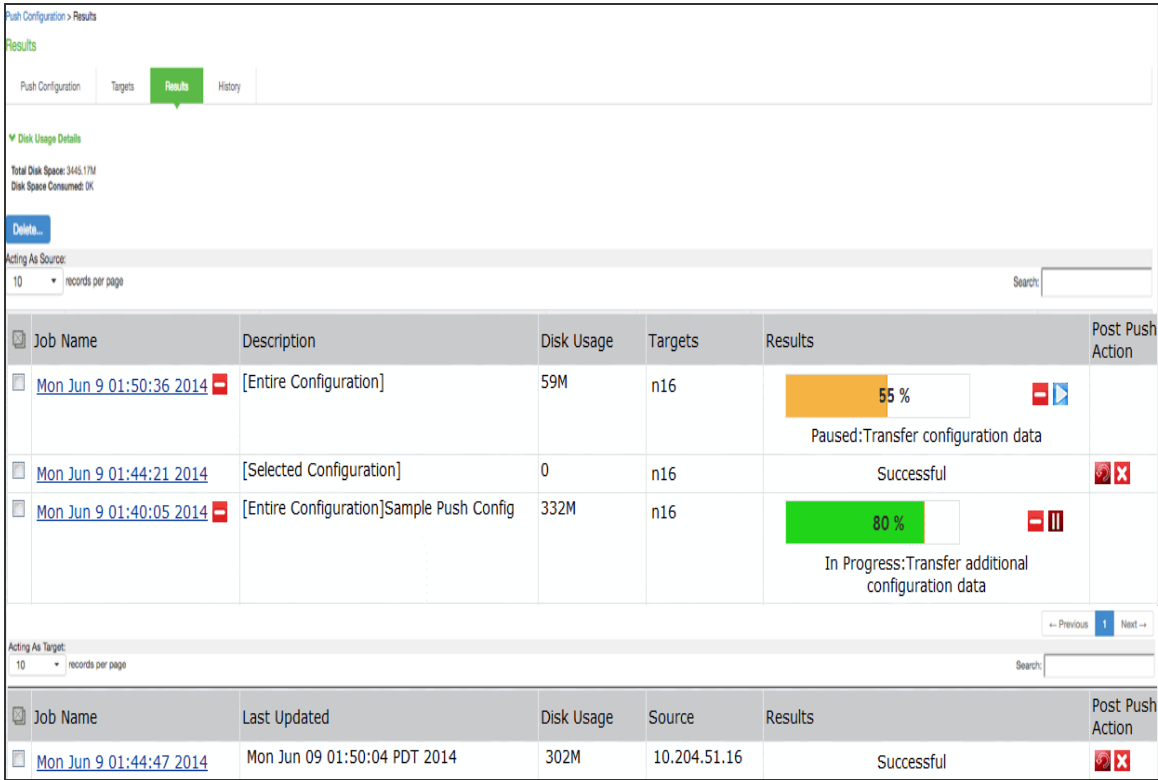 Push Configuration > Results
Results
Push Configuration Targets Results History
Disk Usage Details
Total Disk Space: 3445.17M
Disk Space Consumed: 0K
Delete...
Acting As Source:
10 records per page Search:
Job Name Description Disk Usage Targets Results Post Push Action
Mon Jun 9 01:50:36 2014 [Entire Configuration] 59M n16 55 %
Paused:Transfer configuration data
Mon Jun 9 01:44:21 2014 [Selected Configuration] 0 n16 Successful
Mon Jun 9 01:40:05 2014 [Entire Configuration]Sample Push Config 332M n16 80 %
In Progress:Transfer additional
configuration data
← Previous 1 Next →
Acting As Target:
10 records per page Search:
Job Name Last Updated Disk Usage Source Results Post Push Action
Mon Jun 9 01:44:47 2014 Mon Jun 09 01:50:04 PDT 2014 302M 10.204.51.16 Successful